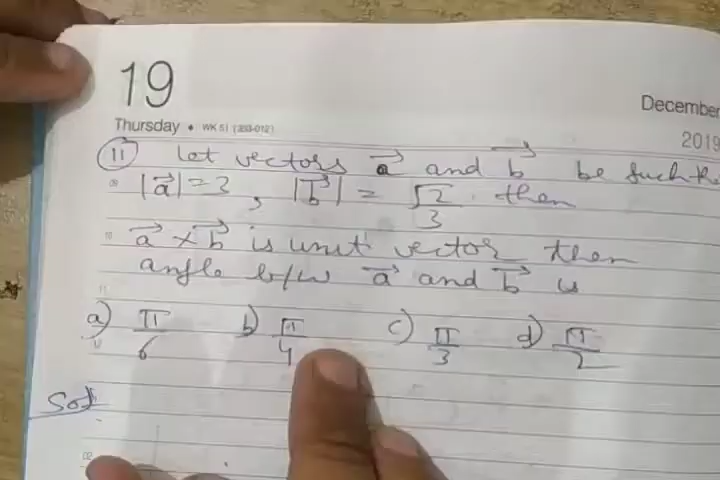 19
Thursday • WK 51 (353-012)
December
2019
11 Let vectors a⃗ and b⃗ be such
|a⃗| = 3, |b⃗| = √2/3 then
a⃗ × b⃗ is unit vector then
angle b/w a⃗ and b⃗ is
a) π/6 b) π/4 c) π/3 d) π/2
Sol